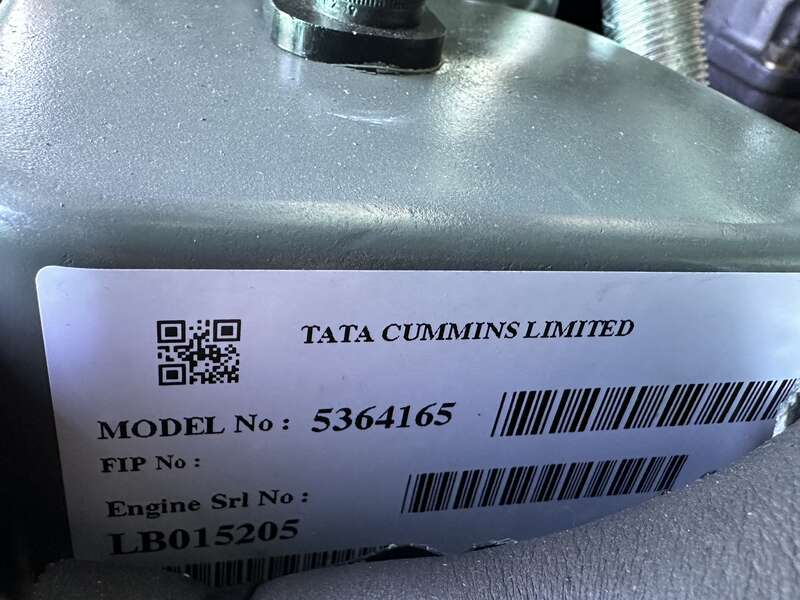 TATA CUMMINS LIMITED
MODEL No : 5364165
FIP No :
Engine Srl No :
LB015205